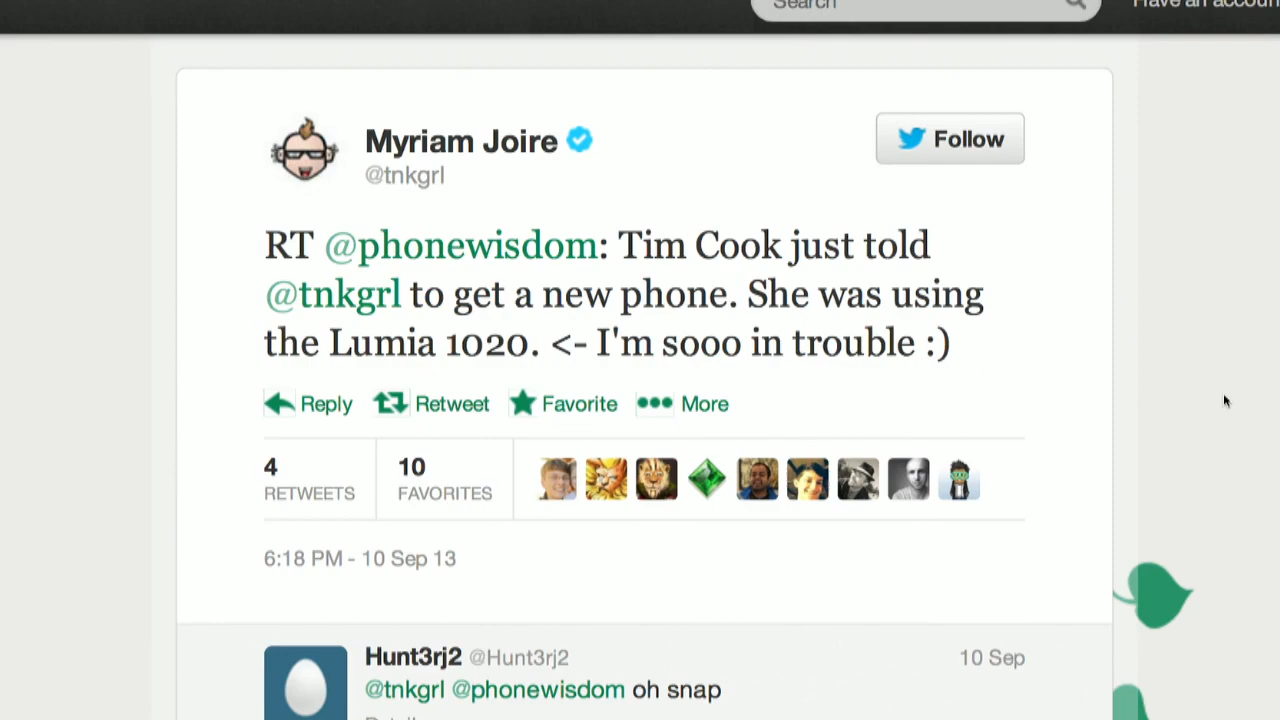 Search
Have an accoun
Myriam Joire
@tnkgrl
Follow
RT @phonewisdom: Tim Cook just told
@tnkgrl to get a new phone. She was using
the Lumia 1020. <- I'm sooo in trouble :)
Reply Retweet Favorite More
4 RETWEETS
10 FAVORITES
6:18 PM - 10 Sep 13
Hunt3rj2 @Hunt3rj2 10 Sep
@tnkgrl @phonewisdom oh snap